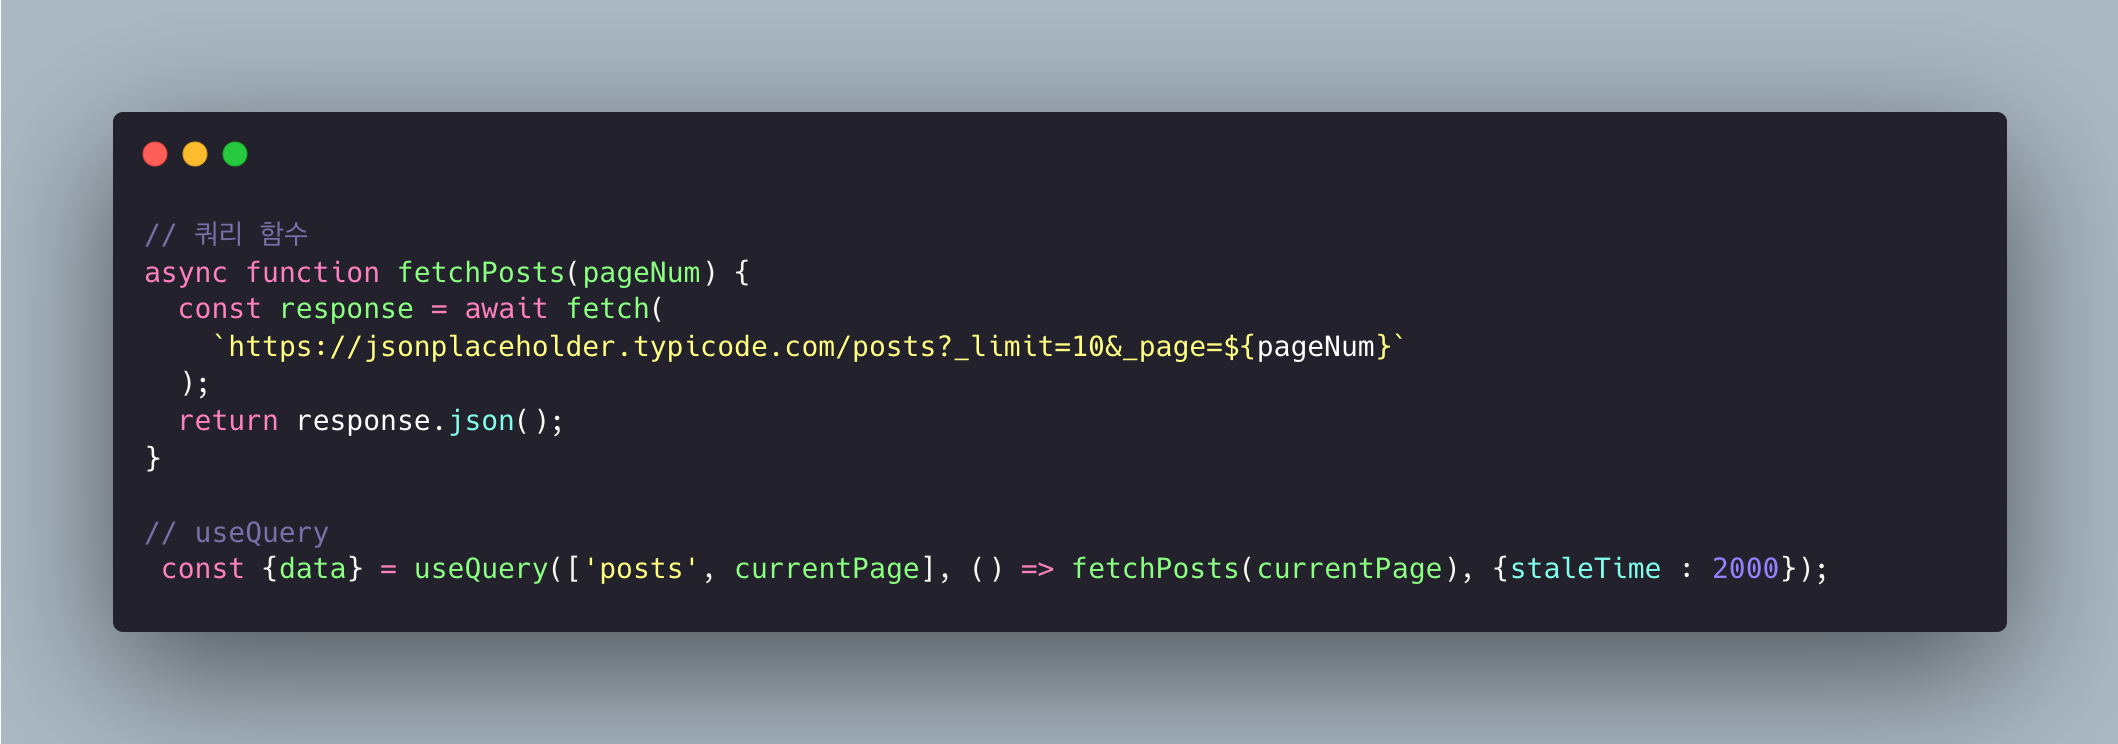 // 쿼리 함수
async function fetchPosts(pageNum) {
  const response = await fetch(
    `https://jsonplaceholder.typicode.com/posts?_limit=10&_page=${pageNum}`
  );
  return response.json();
}
// useQuery
 const {data} = useQuery(['posts', currentPage], () => fetchPosts(currentPage), {staleTime : 2000});